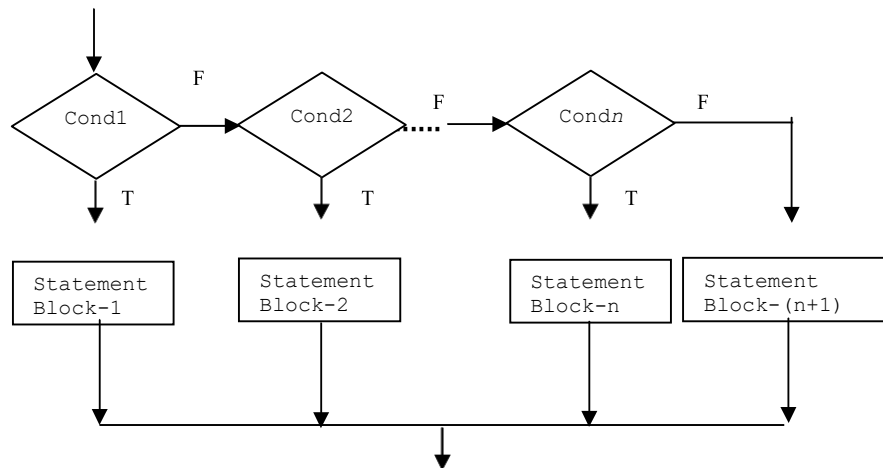 F
Cond1
Cond2
F
Condn
F
T
T
T
Statement
Block-1
Statement
Block-2
Statement
Block-n
Statement
Block-(n+1)